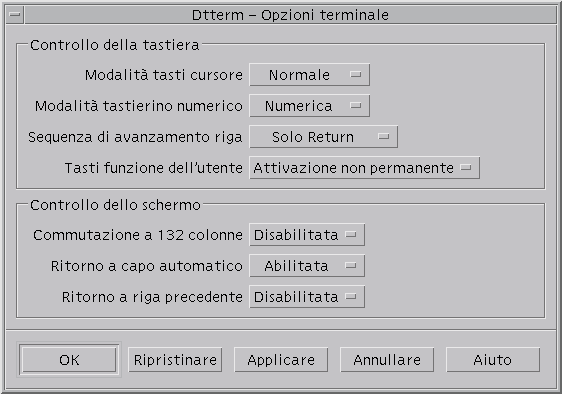 Dtterm – Opzioni terminale
Controllo della tastiera
Modalità tasti cursore Normale
Modalità tastierino numerico Numerica
Sequenza di avanzamento riga Solo Return
Tasti funzione dell'utente Attivazione non permanente
Controllo dello schermo
Commutazione a 132 colonne Disabilitata
Ritorno a capo automatico Abilitata
Ritorno a riga precedente Disabilitata
OK Ripristinare Applicare Annullare Aiuto